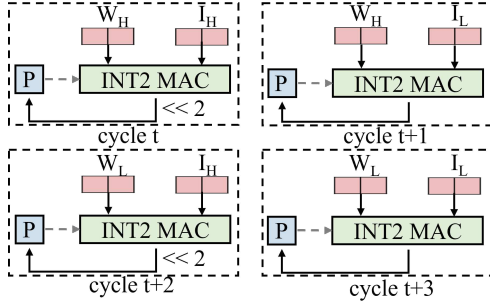 W_H I_H
P INT2 MAC
<< 2
cycle t
W_H I_L
P INT2 MAC
cycle t+1
W_L I_H
P INT2 MAC
<< 2
cycle t+2
W_L I_L
P INT2 MAC
cycle t+3